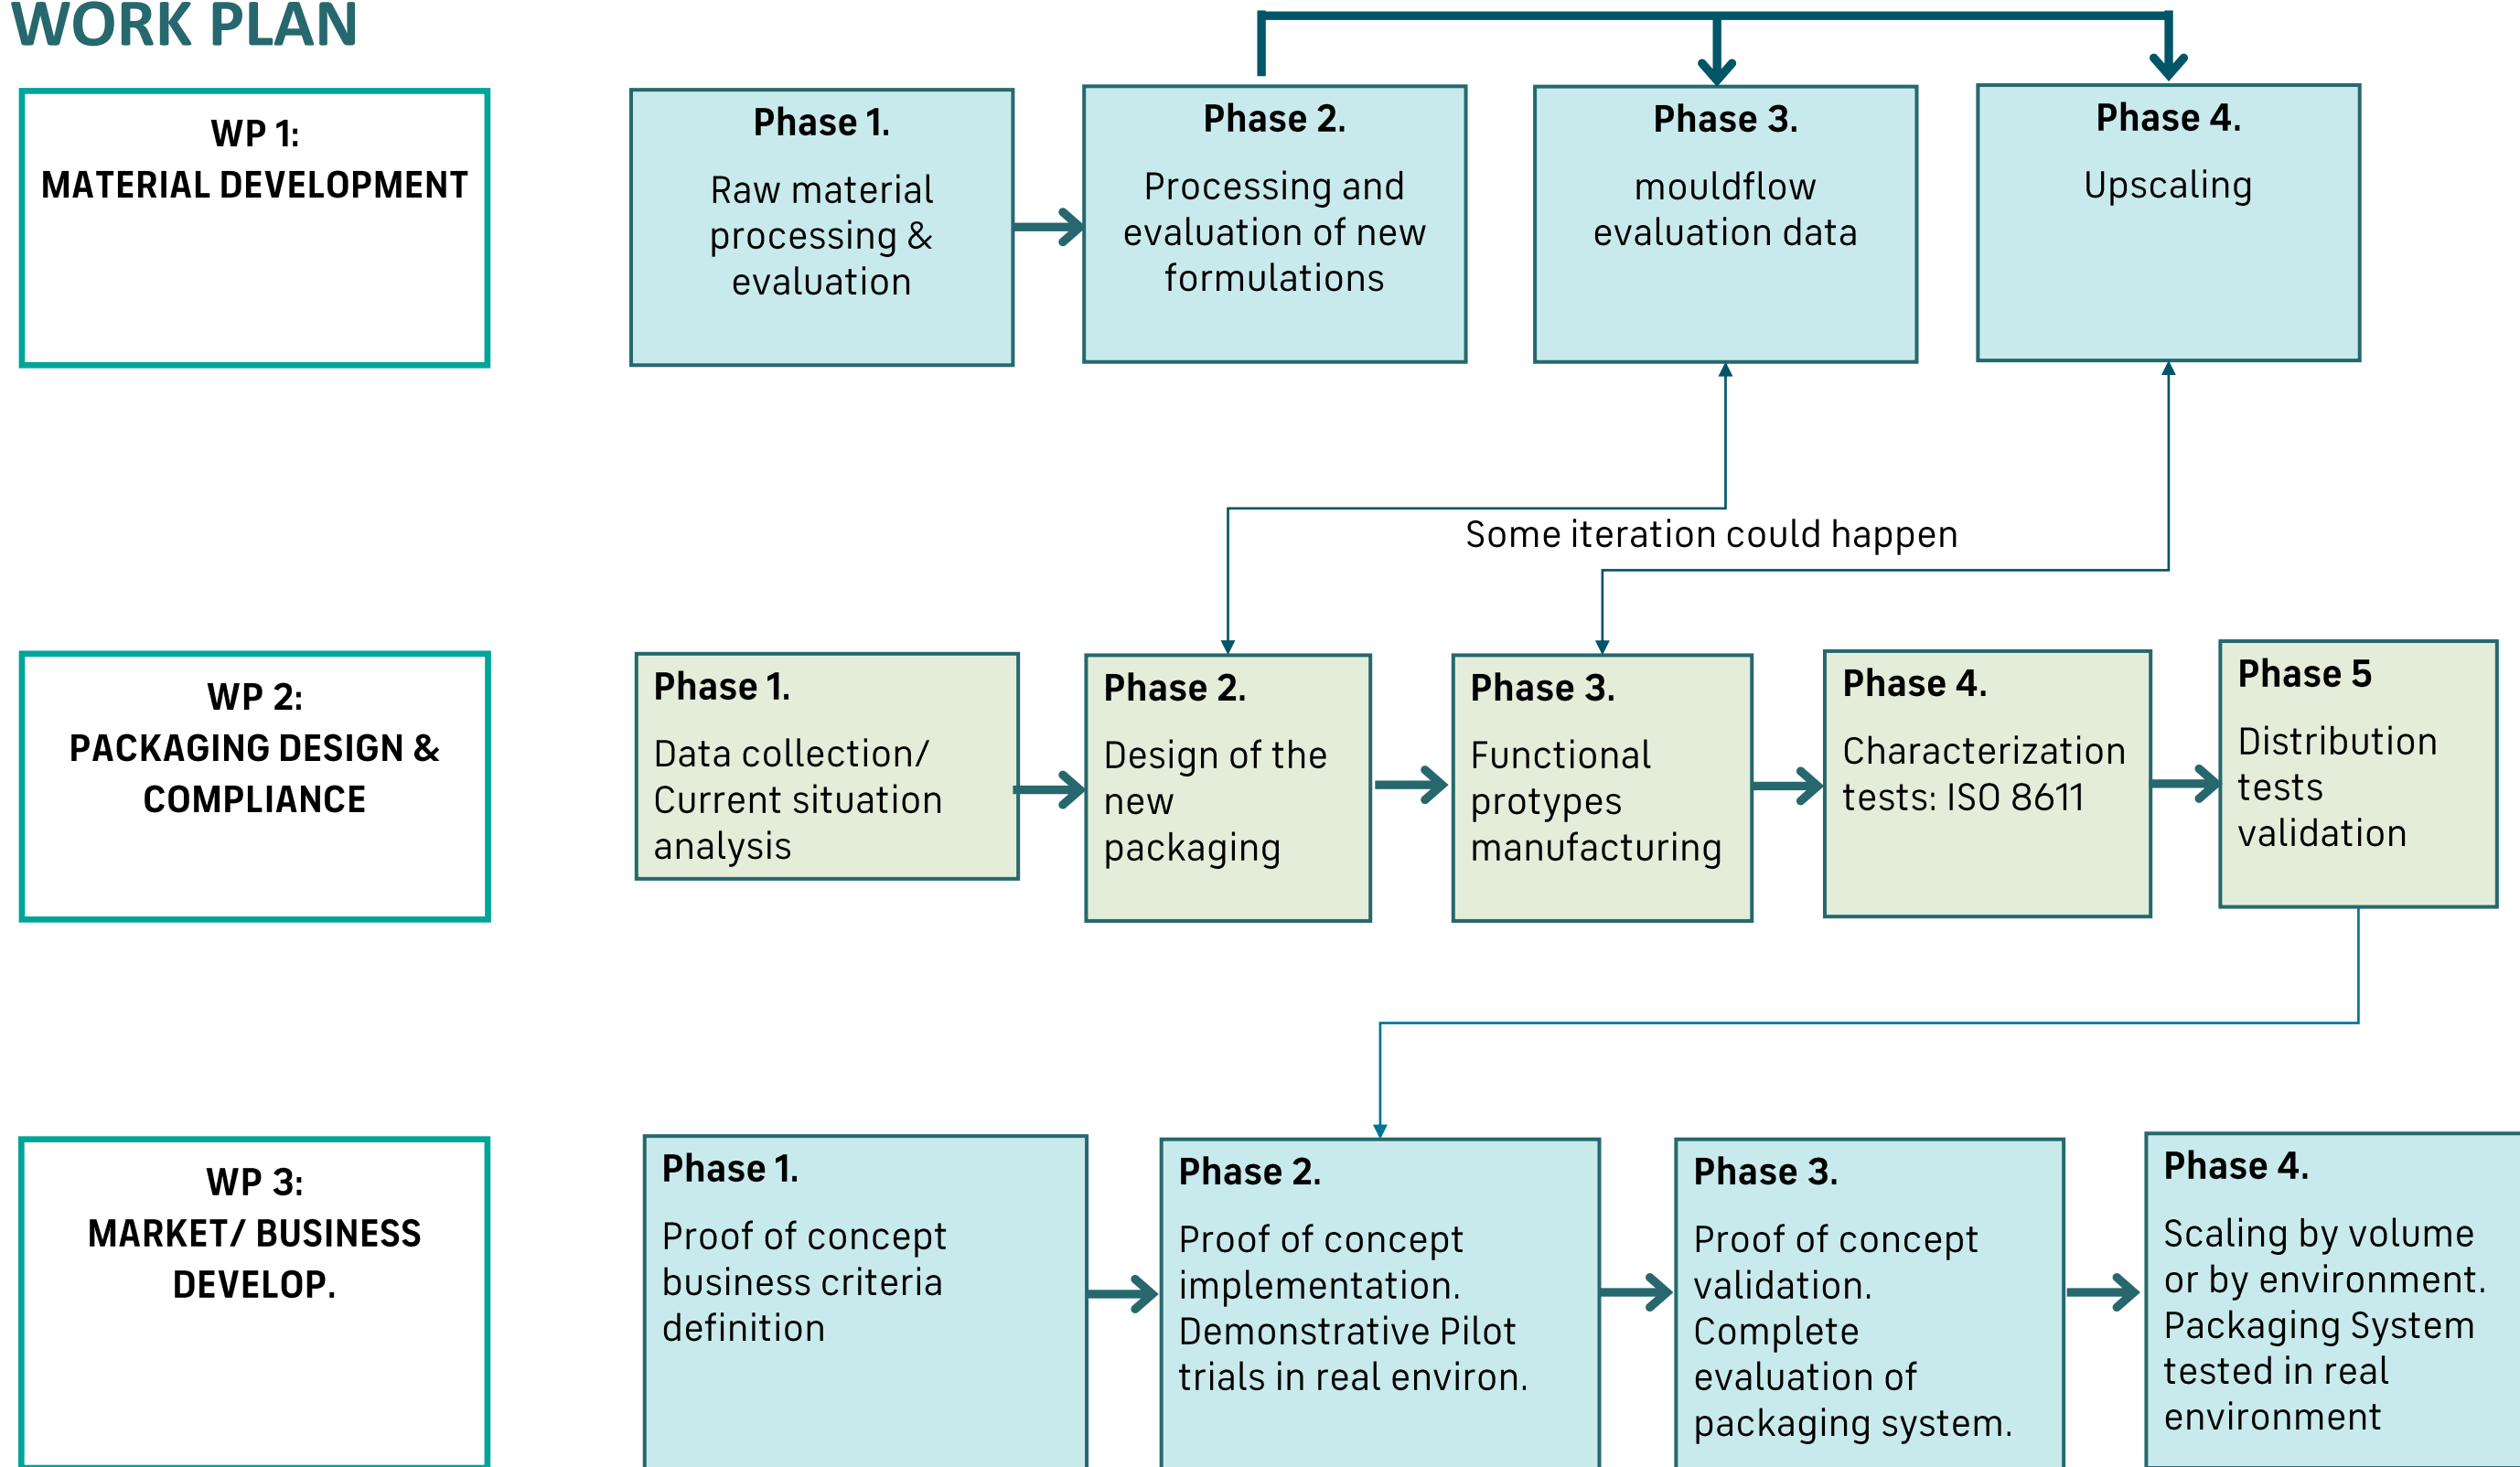 WORK PLAN
WP 1:
MATERIAL DEVELOPMENT
Phase 1.
Raw material
processing &
evaluation
Phase 2.
Processing and
evaluation of new
formulations
Phase 3.
mouldflow
evaluation data
Phase 4.
Upscaling
Some iteration could happen
WP 2:
PACKAGING DESIGN &
COMPLIANCE
Phase 1.
Data collection/
Current situation
analysis
Phase 2.
Design of the
new
packaging
Phase 3.
Functional
protypes
manufacturing
Phase 4.
Characterization
tests: ISO 8611
Phase 5
Distribution
tests
validation
WP 3:
MARKET/ BUSINESS
DEVELOP.
Phase 1.
Proof of concept
business criteria
definition
Phase 2.
Proof of concept
implementation.
Demonstrative Pilot
trials in real environ.
Phase 3.
Proof of concept
validation.
Complete
evaluation of
packaging system.
Phase 4.
Scaling by volume
or by environment.
Packaging System
tested in real
environment